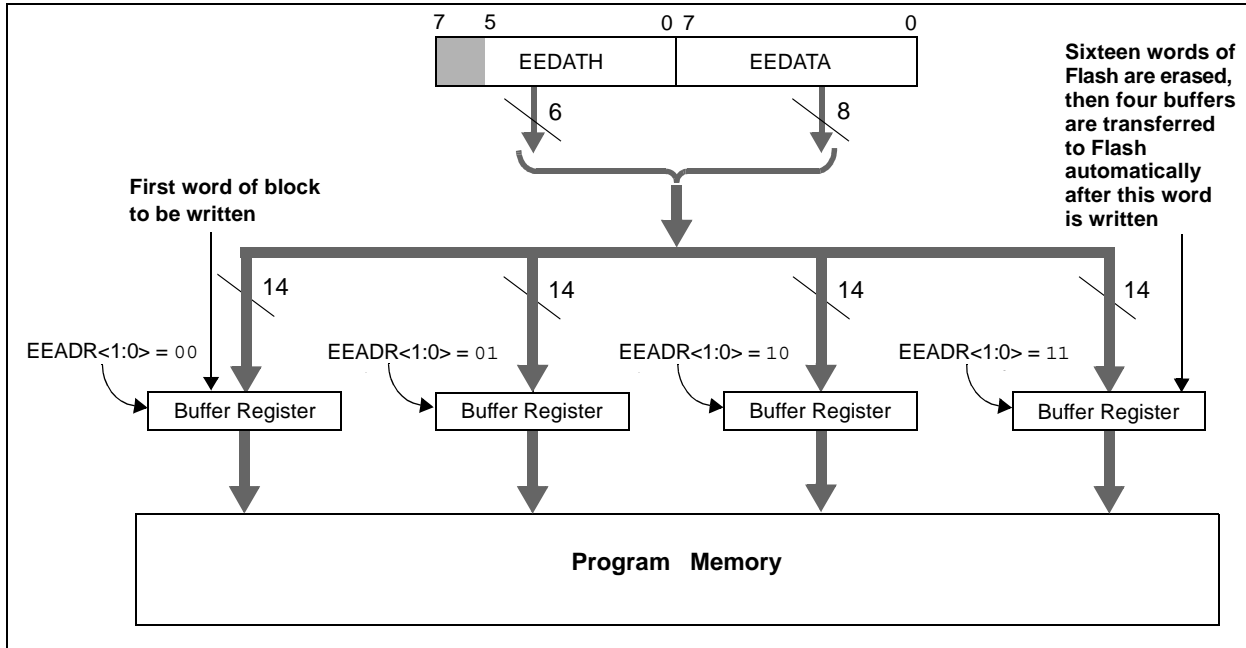 7 5 0 7 0
EEDATH EEDATA
6 8
Sixteen words of
Flash are erased,
then four buffers
are transferred
to Flash
automatically
after this word
is written
First word of block
to be written
14 14 14 14
EEADR<1:0> = 00 EEADR<1:0> = 01 EEADR<1:0> = 10 EEADR<1:0> = 11
Buffer Register Buffer Register Buffer Register Buffer Register
Program Memory